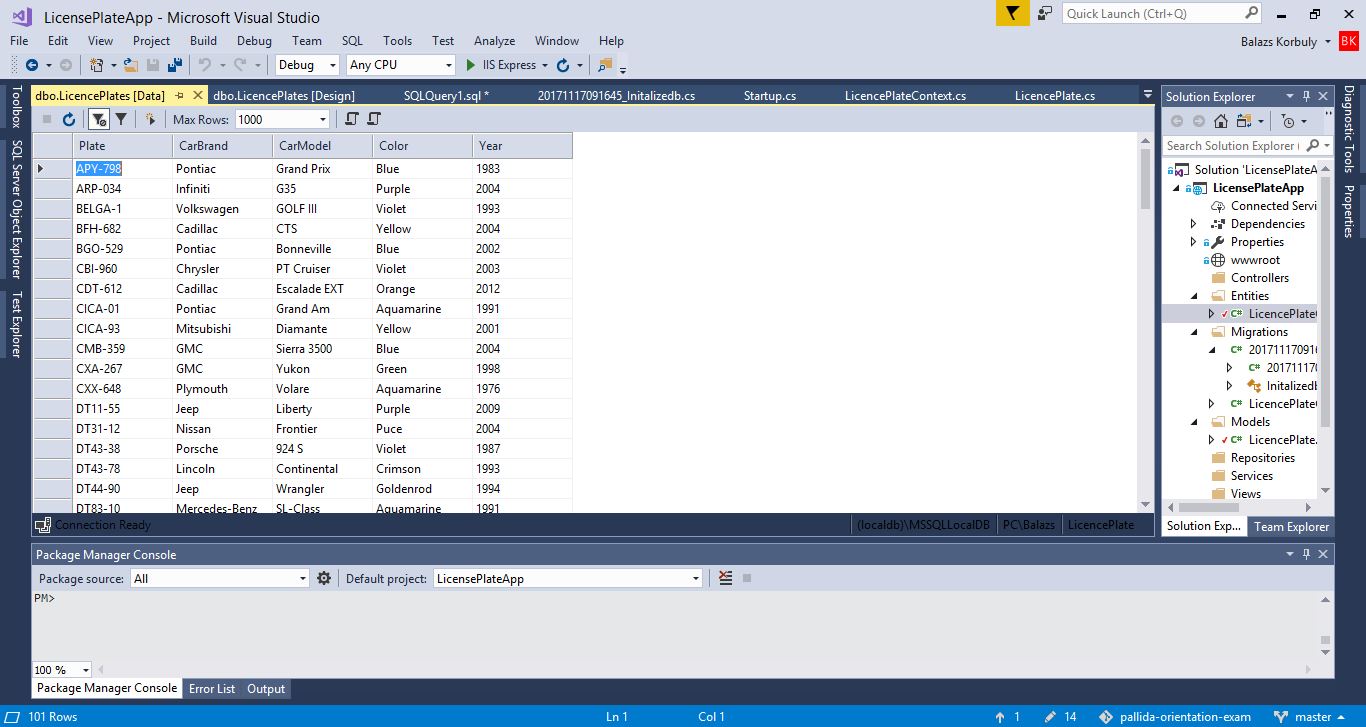 LicensePlateApp - Microsoft Visual Studio
Quick Launch (Ctrl+Q)
File Edit View Project Build Debug Team SQL Tools Test Analyze Window Help
Balazs Korbuly BK
Debug Any CPU IIS Express
dbo.LicencePlates [Data] dbo.LicencePlates [Design] SQLQuery1.sql * 20171117091645_Initalizedb.cs Startup.cs LicencePlateContext.cs LicencePlate.cs
Max Rows: 1000
Plate CarBrand CarModel Color Year
APY-798 Pontiac Grand Prix Blue 1983
ARP-034 Infiniti G35 Purple 2004
BELGA-1 Volkswagen GOLF III Violet 1993
BFH-682 Cadillac CTS Yellow 2004
BGO-529 Pontiac Bonneville Blue 2002
CBI-960 Chrysler PT Cruiser Violet 2003
CDT-612 Cadillac Escalade EXT Orange 2012
CICA-01 Pontiac Grand Am Aquamarine 1991
CICA-93 Mitsubishi Diamante Yellow 2001
CMB-359 GMC Sierra 3500 Blue 2004
CXA-267 GMC Yukon Green 1998
CXX-648 Plymouth Volare Aquamarine 1976
DT11-55 Jeep Liberty Purple 2009
DT31-12 Nissan Frontier Puce 2004
DT43-38 Porsche 924 S Violet 1987
DT43-78 Lincoln Continental Crimson 1993
DT44-90 Jeep Wrangler Goldenrod 1994
DT83-10 Mercedes-Benz SL-Class Aquamarine 1991
Connection Ready
(localdb)\MSSQLLocalDB PC\Balazs LicencePlate
Toolbox
SQL Server Object Explorer
Test Explorer
Solution Explorer
Search Solution Explorer (
Solution 'LicensePlateA
LicensePlateApp
Connected Servi
Dependencies
Properties
wwwroot
Controllers
Entities
C# LicencePlate
Migrations
C# 2017111709
C# 2017117
Initalizedb
C# LicencePlate
Models
C# LicencePlate.
Repositories
Services
Views
Solution Exp... Team Explorer
Diagnostic Tools
Properties
Package Manager Console
Package source: All Default project: LicensePlateApp
PM>
100 %
Package Manager Console Error List Output
101 Rows Ln 1 Col 1 1 14 pallida-orientation-exam master